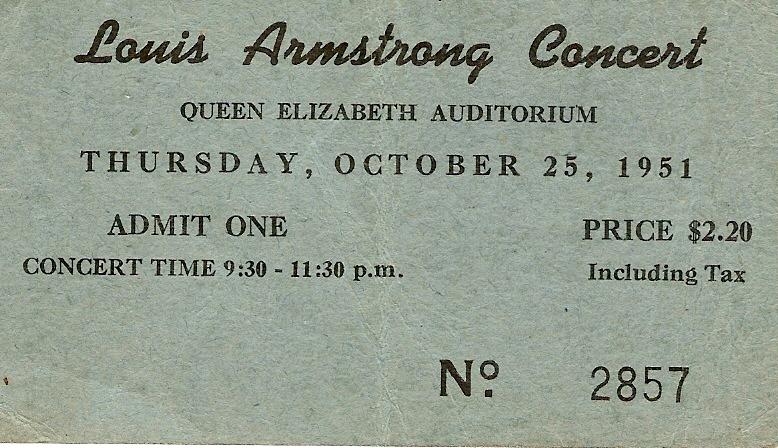 Louis Armstrong Concert
QUEEN ELIZABETH AUDITORIUM
THURSDAY, OCTOBER 25, 1951
ADMIT ONE PRICE $2.20
CONCERT TIME 9:30 - 11:30 p.m. Including Tax
Nº. 2857